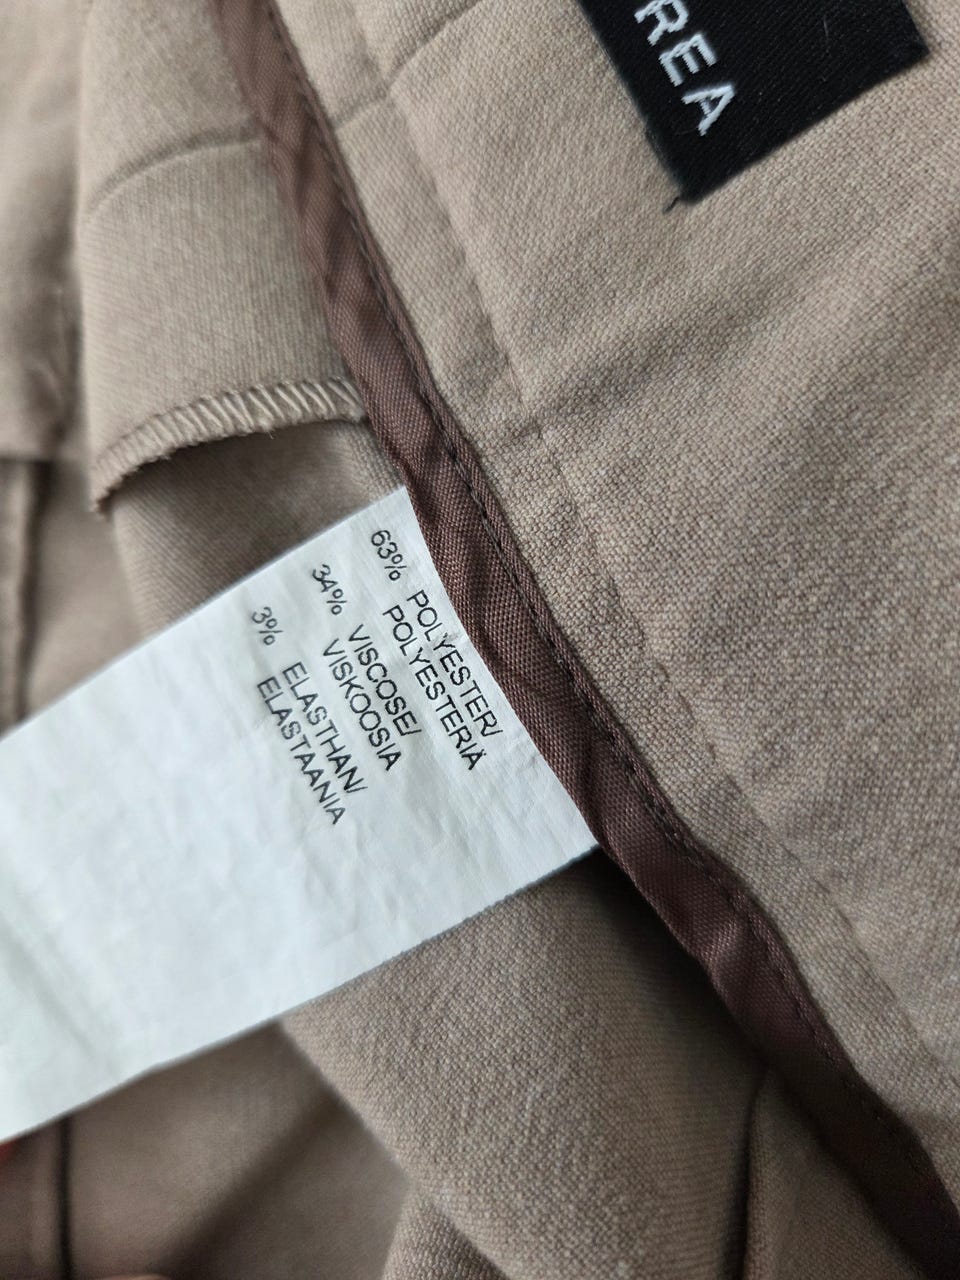 REA
63% POLYESTER/
POLYESTERIÄ
34% VISCOSE/
VISKOOSIA
3% ELASTHAN/
ELASTAANIA